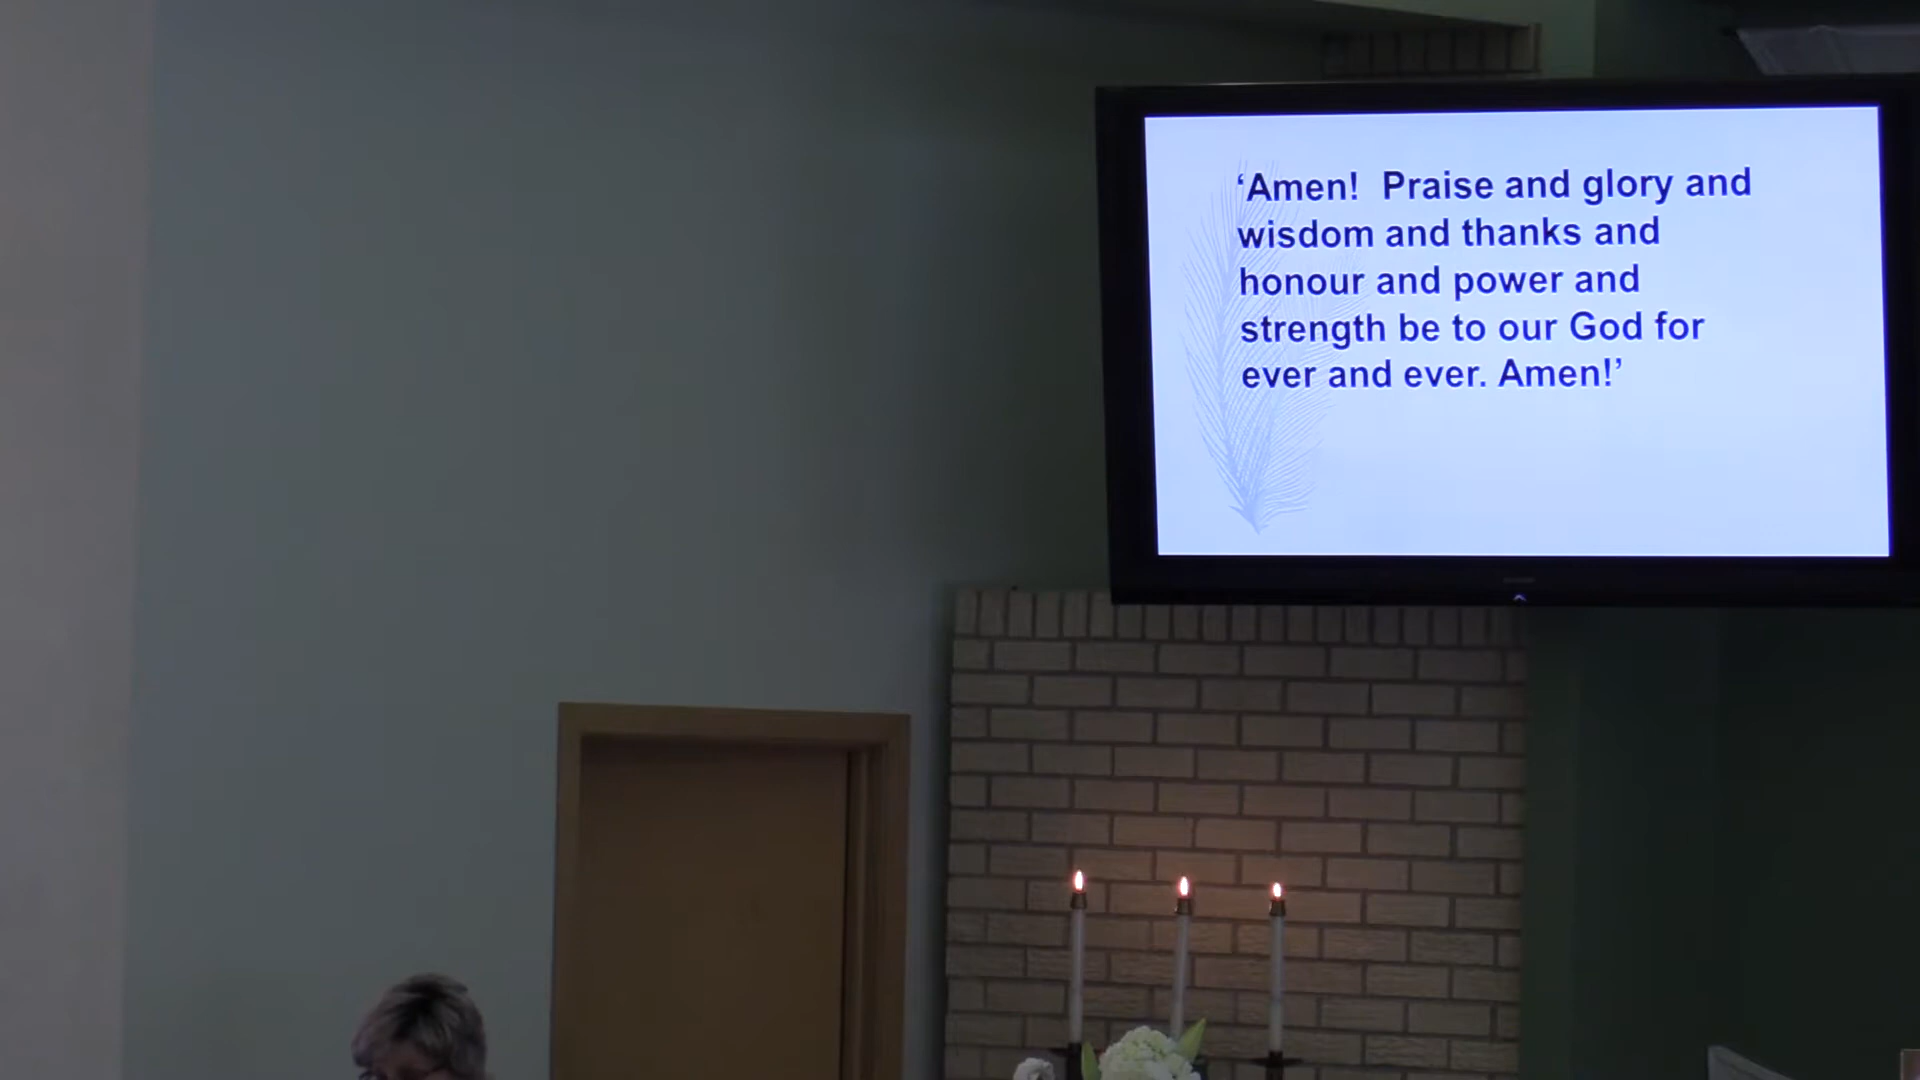 ‘Amen!  Praise and glory and
wisdom and thanks and
honour and power and
strength be to our God for
ever and ever. Amen!’